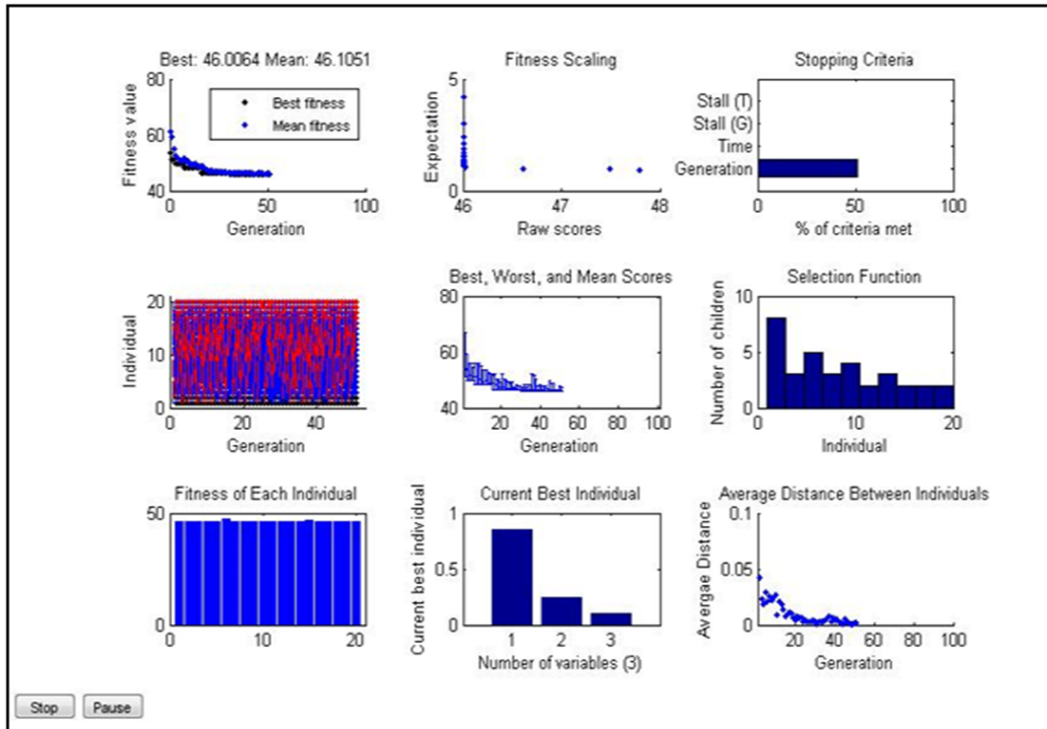 Best: 46.0064 Mean: 46.1051
80
60
40
Fitness value
Best fitness
Mean fitness
0
50
100
Generation
Fitness Scaling
5
0
Expectation
46
47
48
Raw scores
Stopping Criteria
Stall (T)
Stall (G)
Time
Generation
0
50
100
% of criteria met
20
10
0
Individual
20
40
Generation
Best, Worst, and Mean Scores
80
60
40
20
40
60
80
100
Generation
Selection Function
10
5
0
Number of children
10
20
Individual
Fitness of Each Individual
50
0
0
10
20
Current Best Individual
1
0.5
0
Current best individual
1
2
3
Number of variables (3)
Average Distance Between Individuals
0.1
0.05
0
Avergae Distance
20
40
60
80
100
Generation
Stop
Pause